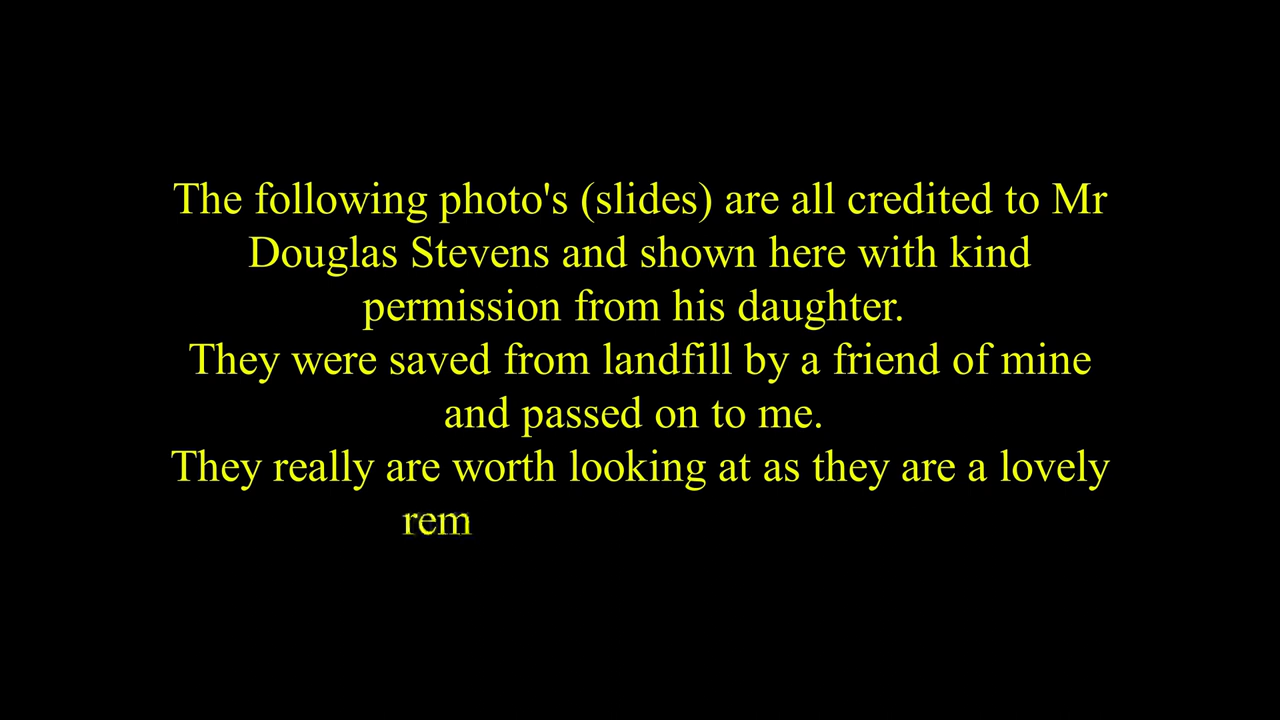 The following photo's (slides) are all credited to Mr
Douglas Stevens and shown here with kind
permission from his daughter.
They were saved from landfill by a friend of mine
and passed on to me.
They really are worth looking at as they are a lovely
rem